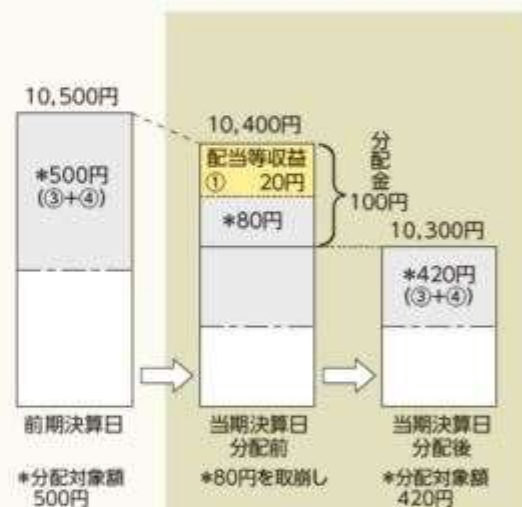 10,500円
*500円
(③+④)
前期決算日
*分配対象額
500円
10,400円
配当等収益
① 20円
*80円
分配金
100円
当期決算日
分配前
*80円を取崩し
10,300円
*420円
(③+④)
当期決算日
分配後
*分配対象額
420円